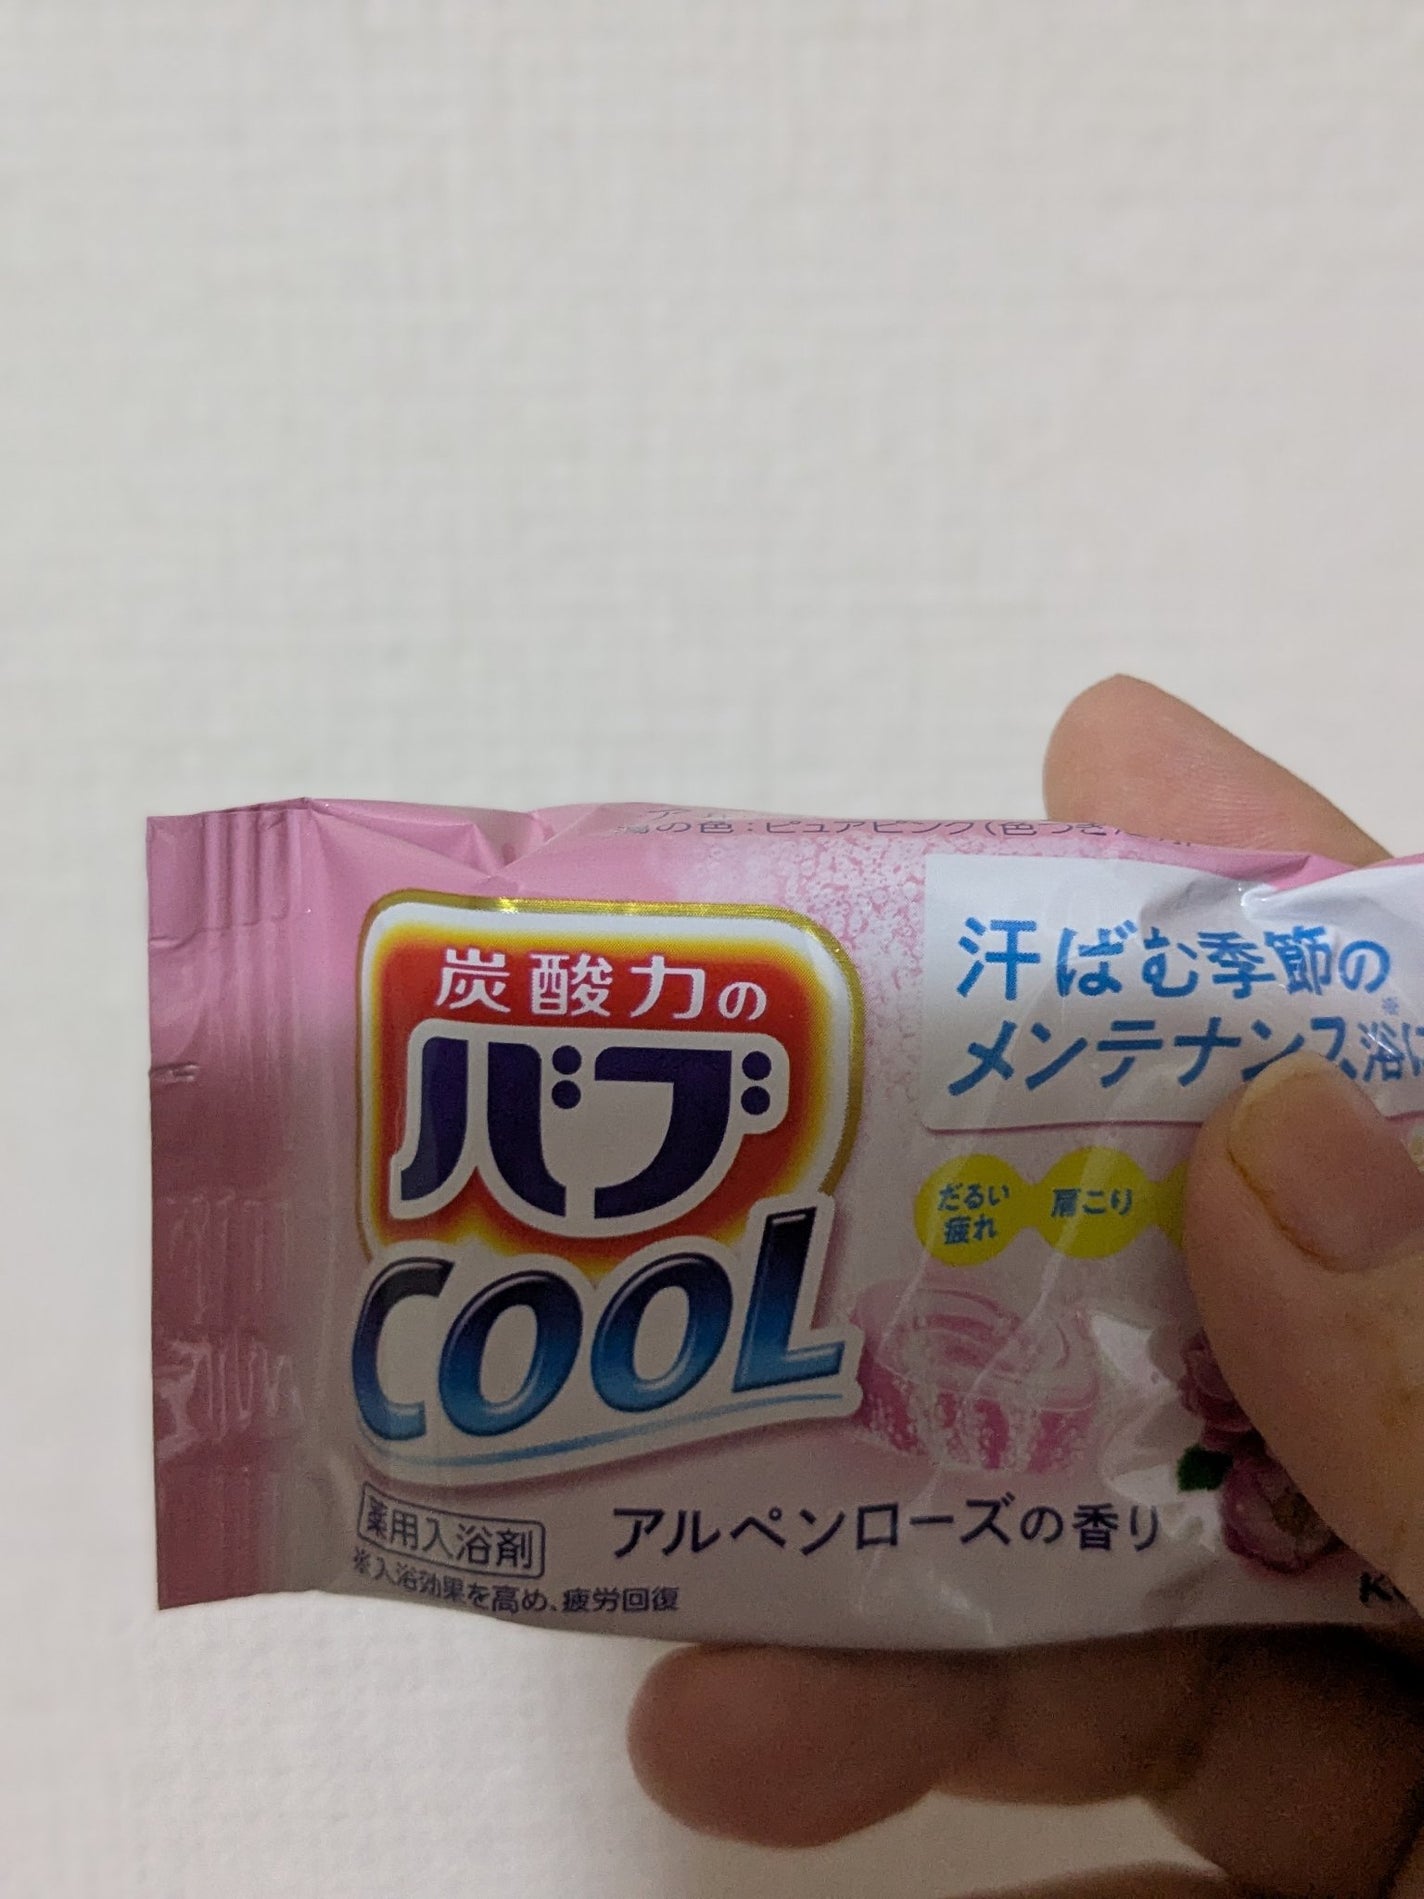 の色：ピュアピンク（色つき
炭酸力の
バブ
COOL
汗ばむ季節の
メンテナンス浴に
だるい
疲れ
肩こり
薬用入浴剤
アルペンローズの香り
※入浴効果を高め、疲労回復